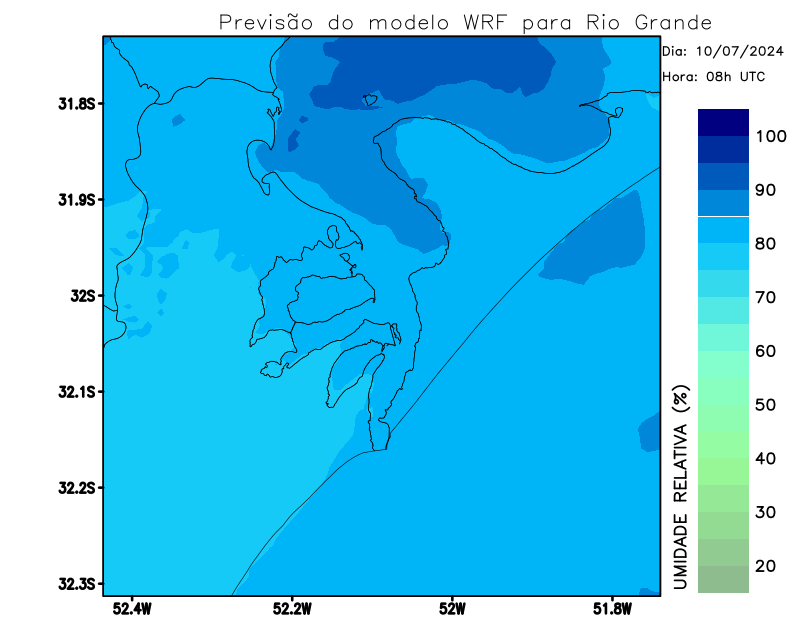 Previsão do modelo WRF para Rio Grande
Dia: 10/07/2024
Hora: 08h UTC
31.8S
31.9S
32S
32.1S
32.2S
32.3S
52.4W
52.2W
52W
51.8W
100
90
80
70
60
50
40
30
20
UMIDADE RELATIVA (%)